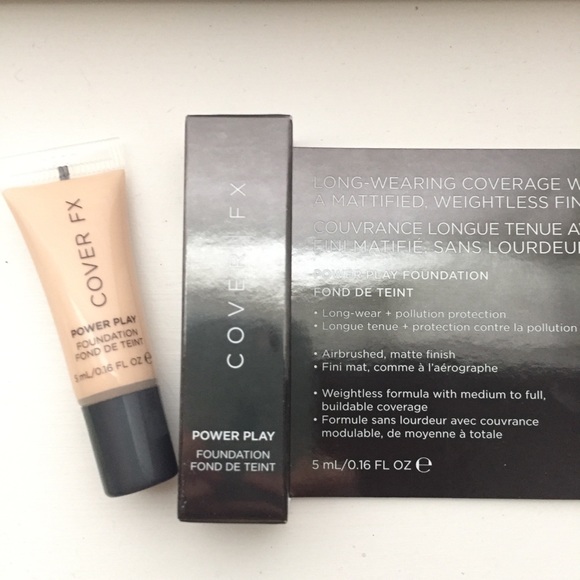 COVER FX
POWER PLAY
FOUNDATION
FOND DE TEINT
5 mL/0.16 FL OZ ℮
COVER FX
POWER PLAY
FOUNDATION
FOND DE TEINT
LONG-WEARING COVERAGE W
A MATTIFIED, WEIGHTLESS FIN
COUVRANCE LONGUE TENUE A
FINI MATIFIÉ, SANS LOURDEU
POWER PLAY FOUNDATION
FOND DE TEINT
• Long-wear + pollution protection
• Longue tenue + protection contre la pollution
• Airbrushed, matte finish
• Fini mat, comme à l'aérographe
• Weightless formula with medium to full,
buildable coverage
• Formule sans lourdeur avec couvrance
modulable, de moyenne à totale
5 mL/0.16 FL OZ ℮